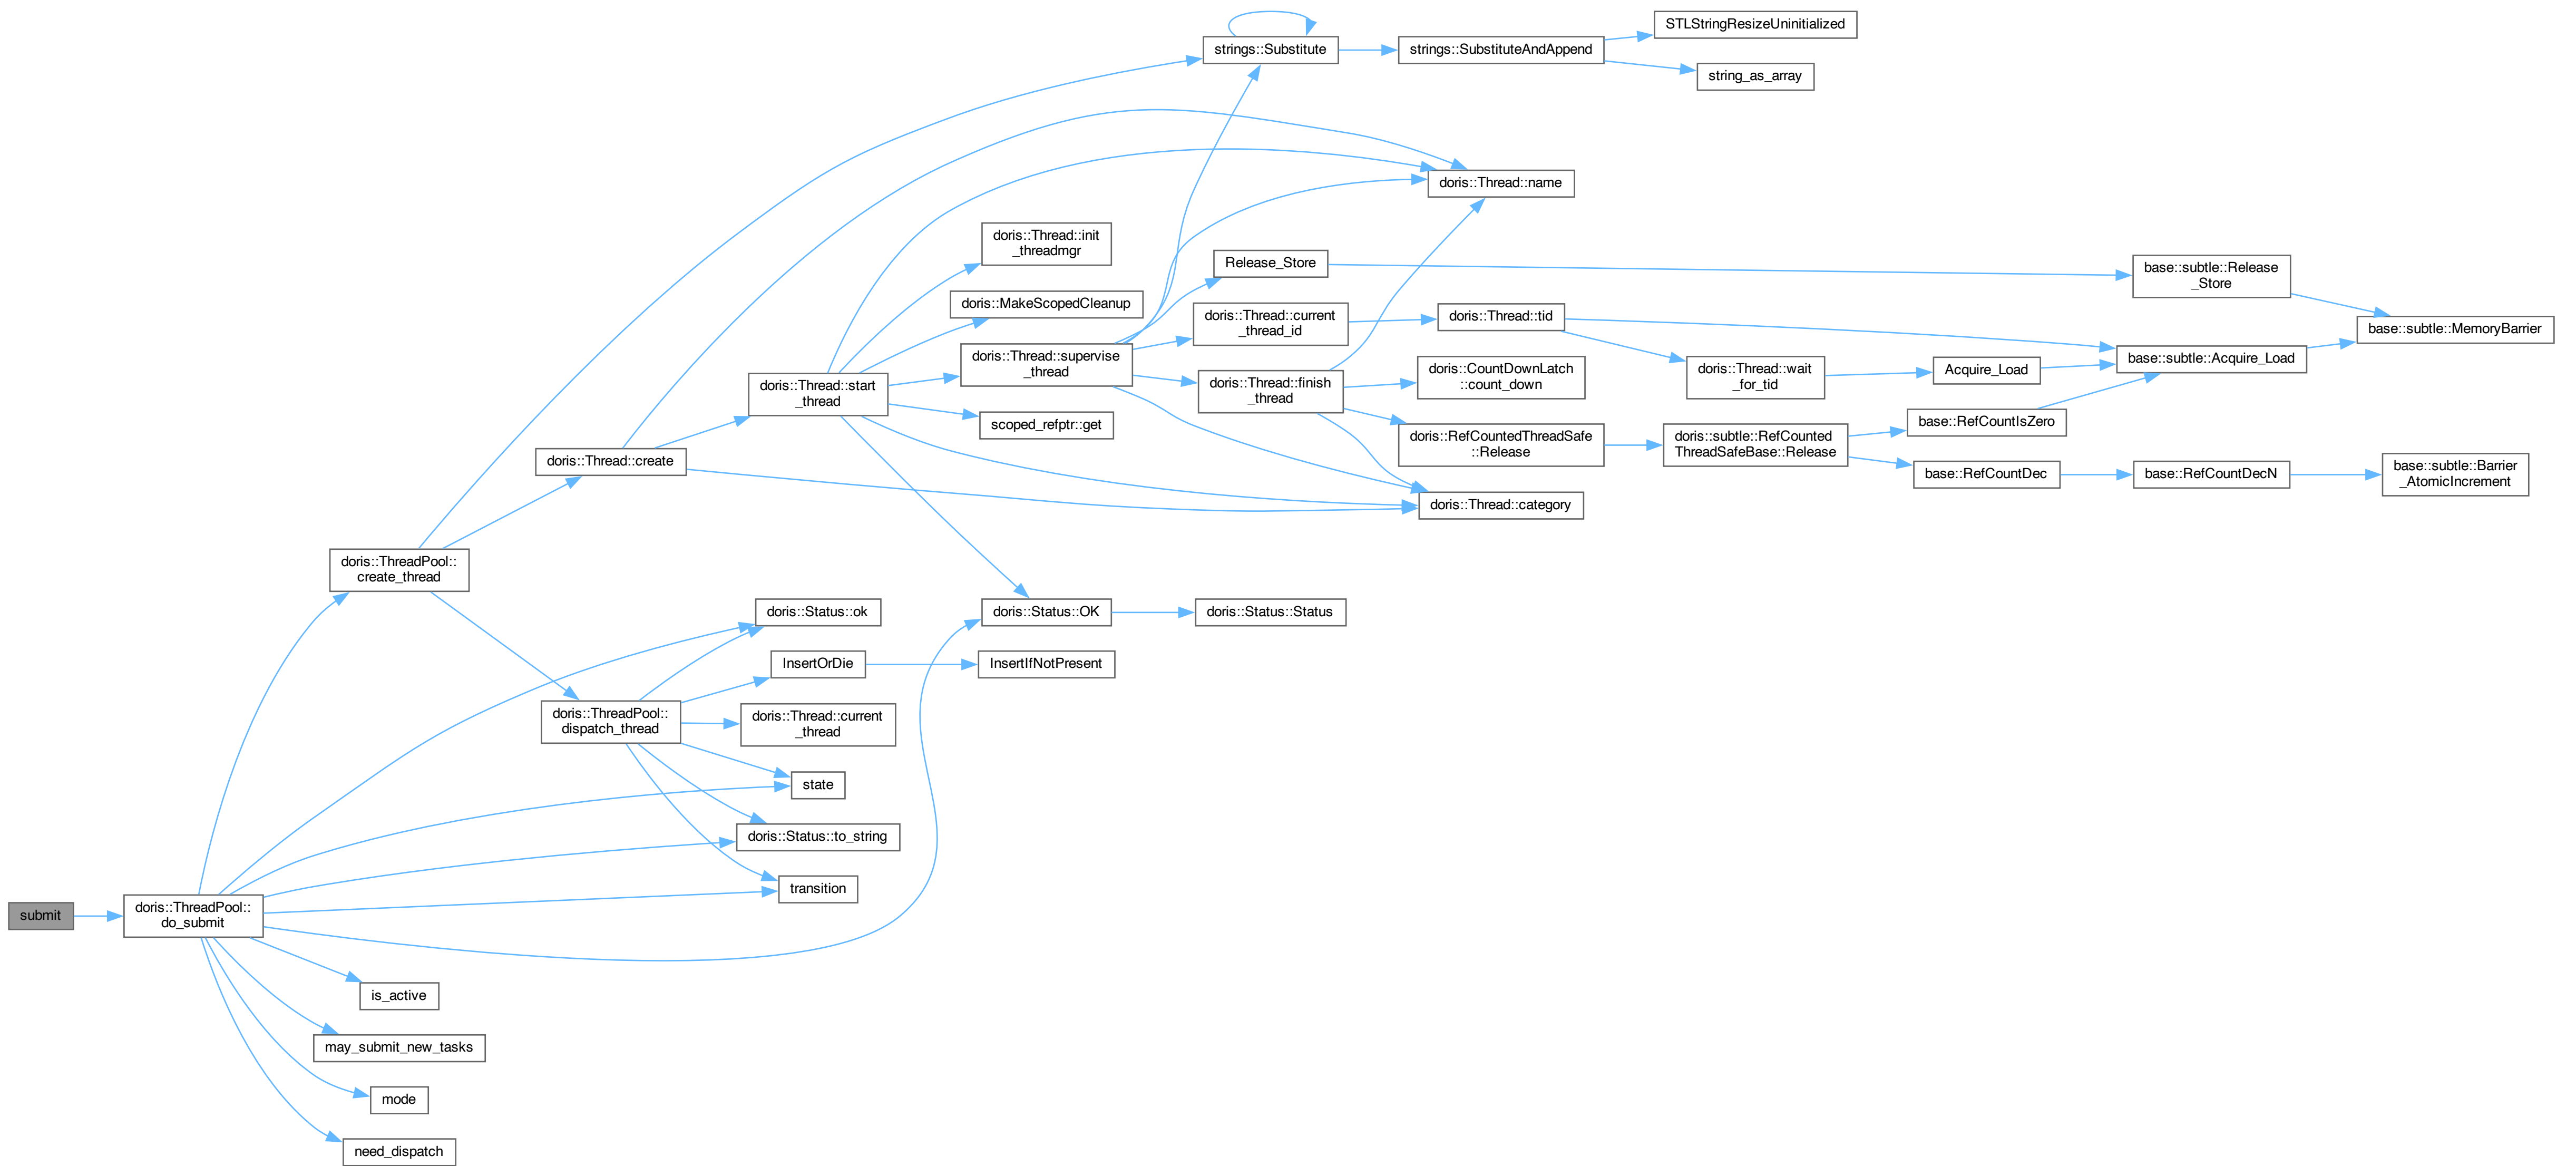 submit
doris::ThreadPool::
do_submit
doris::ThreadPool::
create_thread
is_active
may_submit_new_tasks
mode
need_dispatch
doris::Thread::create
doris::ThreadPool::
dispatch_thread
doris::Thread::start
_thread
doris::Status::ok
InsertOrDie
doris::Thread::current
_thread
state
doris::Status::to_string
transition
doris::Thread::init
_threadmgr
doris::MakeScopedCleanup
doris::Thread::supervise
_thread
scoped_refptr::get
doris::Status::OK
InsertIfNotPresent
strings::Substitute
Release_Store
doris::Thread::current
_thread_id
doris::Thread::finish
_thread
doris::Status::Status
strings::SubstituteAndAppend
doris::Thread::name
doris::Thread::tid
doris::CountDownLatch
::count_down
doris::RefCountedThreadSafe
::Release
doris::Thread::category
STLStringResizeUninitialized
string_as_array
doris::Thread::wait
_for_tid
doris::subtle::RefCounted
ThreadSafeBase::Release
Acquire_Load
base::RefCountIsZero
base::RefCountDec
base::subtle::Release
_Store
base::subtle::Acquire_Load
base::RefCountDecN
base::subtle::MemoryBarrier
base::subtle::Barrier
_AtomicIncrement